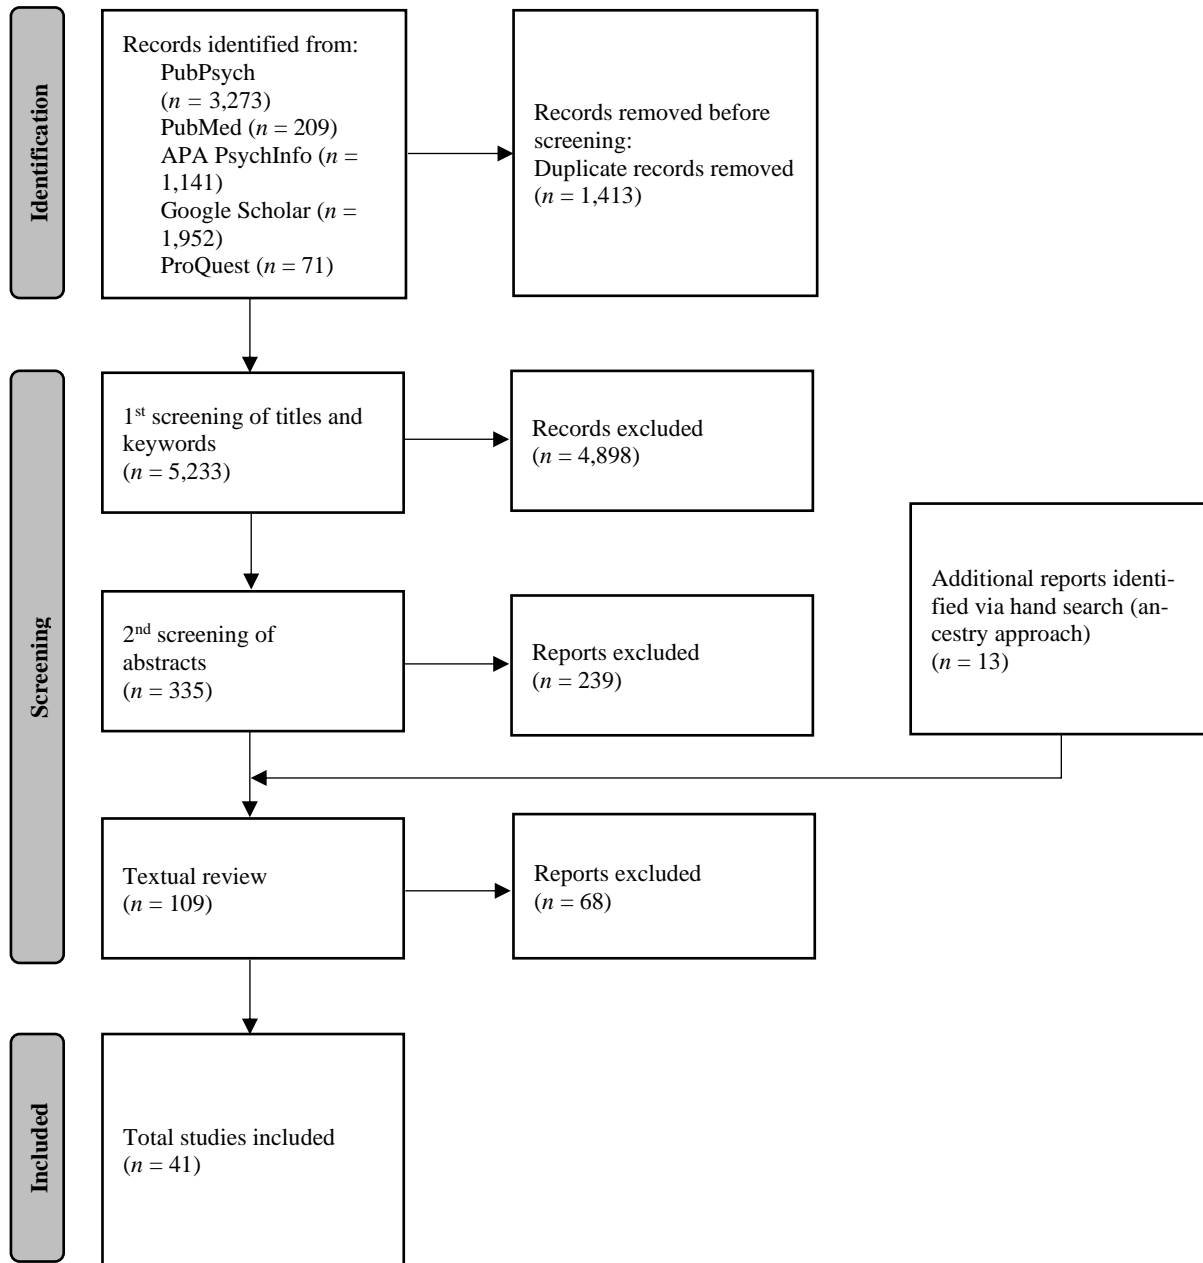 Identification
Records identified from:
PubPsych
(n = 3,273)
PubMed (n = 209)
APA PsychInfo (n =
1,141)
Google Scholar (n =
1,952)
ProQuest (n = 71)
Records removed before
screening:
Duplicate records removed
(n = 1,413)
Screening
1st screening of titles and
keywords
(n = 5,233)
Records excluded
(n = 4,898)
2nd screening of
abstracts
(n = 335)
Reports excluded
(n = 239)
Additional reports identi-
fied via hand search (an-
cestry approach)
(n = 13)
Textual review
(n = 109)
Reports excluded
(n = 68)
Included
Total studies included
(n = 41)